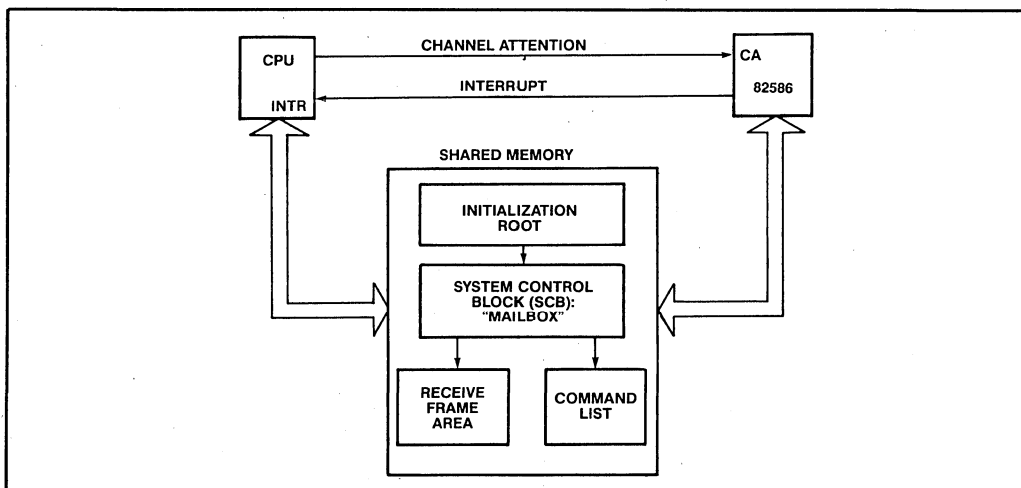 CHANNEL ATTENTION
CPU
CA
82586
INTERRUPT
INTR
SHARED MEMORY
INITIALIZATION
ROOT
SYSTEM CONTROL
BLOCK (SCB):
"MAILBOX"
RECEIVE
FRAME
AREA
COMMAND
LIST